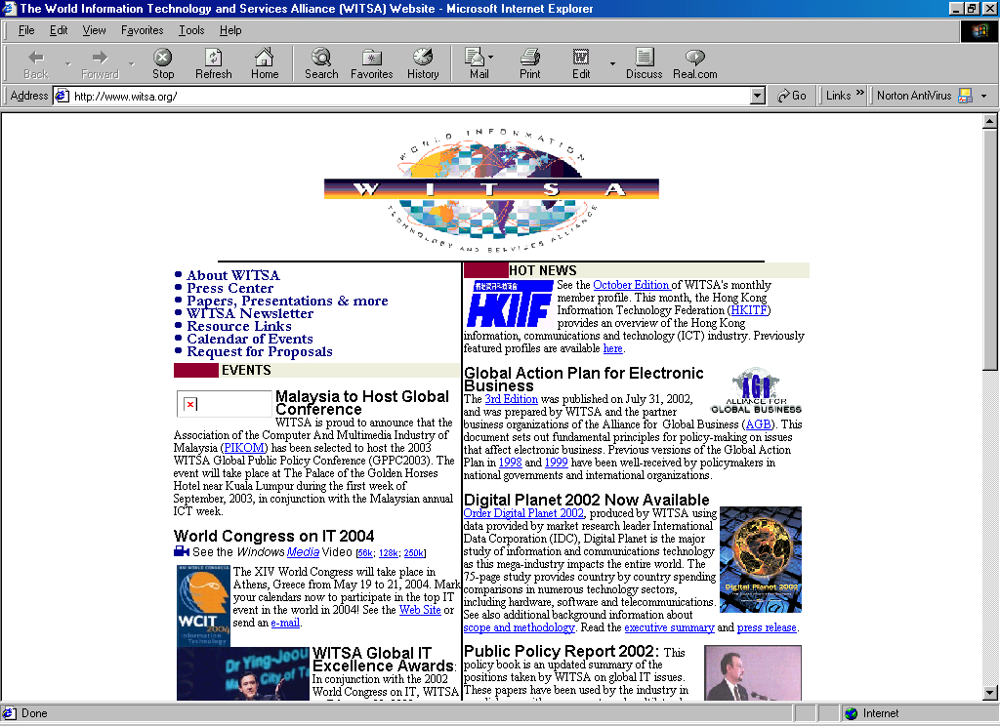 The World Information Technology and Services Alliance (WITSA) Website - Microsoft Internet Explorer
File Edit View Favorites Tools Help
Back Forward Stop Refresh Home Search Favorites History Mail Print Edit Discuss Real.com
Address http://www.witsa.org/ Go Links » Norton AntiVirus
WORLD INFORMATION
WITSA
TECHNOLOGY AND SERVICES ALLIANCE
About WITSA
Press Center
Papers, Presentations & more
WITSA Newsletter
Resource Links
Calendar of Events
Request for Proposals
EVENTS
Malaysia to Host Global
Conference
WITSA is proud to announce that the
Association of the Computer And Multimedia Industry of
Malaysia (PIKOM) has been selected to host the 2003
WITSA Global Public Policy Conference (GPPC2003). The
event will take place at The Palace of the Golden Horses
Hotel near Kuala Lumpur during the first week of
September, 2003, in conjunction with the Malaysian annual
ICT week.
World Congress on IT 2004
See the Windows Media Video [56k; 128k; 250k]
WORLD CONGRESS
WCIT
2004
Information
Technology
The XIV World Congress will take place in
Athens, Greece from May 19 to 21, 2004. Mark
your calendars now to participate in the top IT
event in the world in 2004! See the Web Site or
send an e-mail.
Dr Ying-Jeou
City of T
WITSA Global IT
Excellence Awards:
In conjunction with the 2002
World Congress on IT, WITSA
HOT NEWS
HKITF
See the October Edition of WITSA's monthly
member profile. This month, the Hong Kong
Information Technology Federation (HKITF)
provides an overview of the Hong Kong
information, communications and technology (ICT) industry. Previously
featured profiles are available here.
Global Action Plan for Electronic
Business
AGB
ALLIANCE FOR
GLOBAL BUSINESS
The 3rd Edition was published on July 31, 2002,
and was prepared by WITSA and the partner
business organizations of the Alliance for Global Business (AGB). This
document sets out fundamental principles for policy-making on issues
that affect electronic business. Previous versions of the Global Action
Plan in 1998 and 1999 have been well-received by policymakers in
national governments and international organizations.
Digital Planet 2002 Now Available
Order Digital Planet 2002, produced by WITSA using
data provided by market research leader International
Data Corporation (IDC), Digital Planet is the major
study of information and communications technology
as this mega-industry impacts the entire world. The
75-page study provides country by country spending
comparisons in numerous technology sectors,
including hardware, software and telecommunications.
See also additional background information about
scope and methodology. Read the executive summary and press release.
Digital Planet 2002
Public Policy Report 2002: This
policy book is an updated summary of the
positions taken by WITSA on global IT issues.
These papers have been used by the industry in
Done Internet